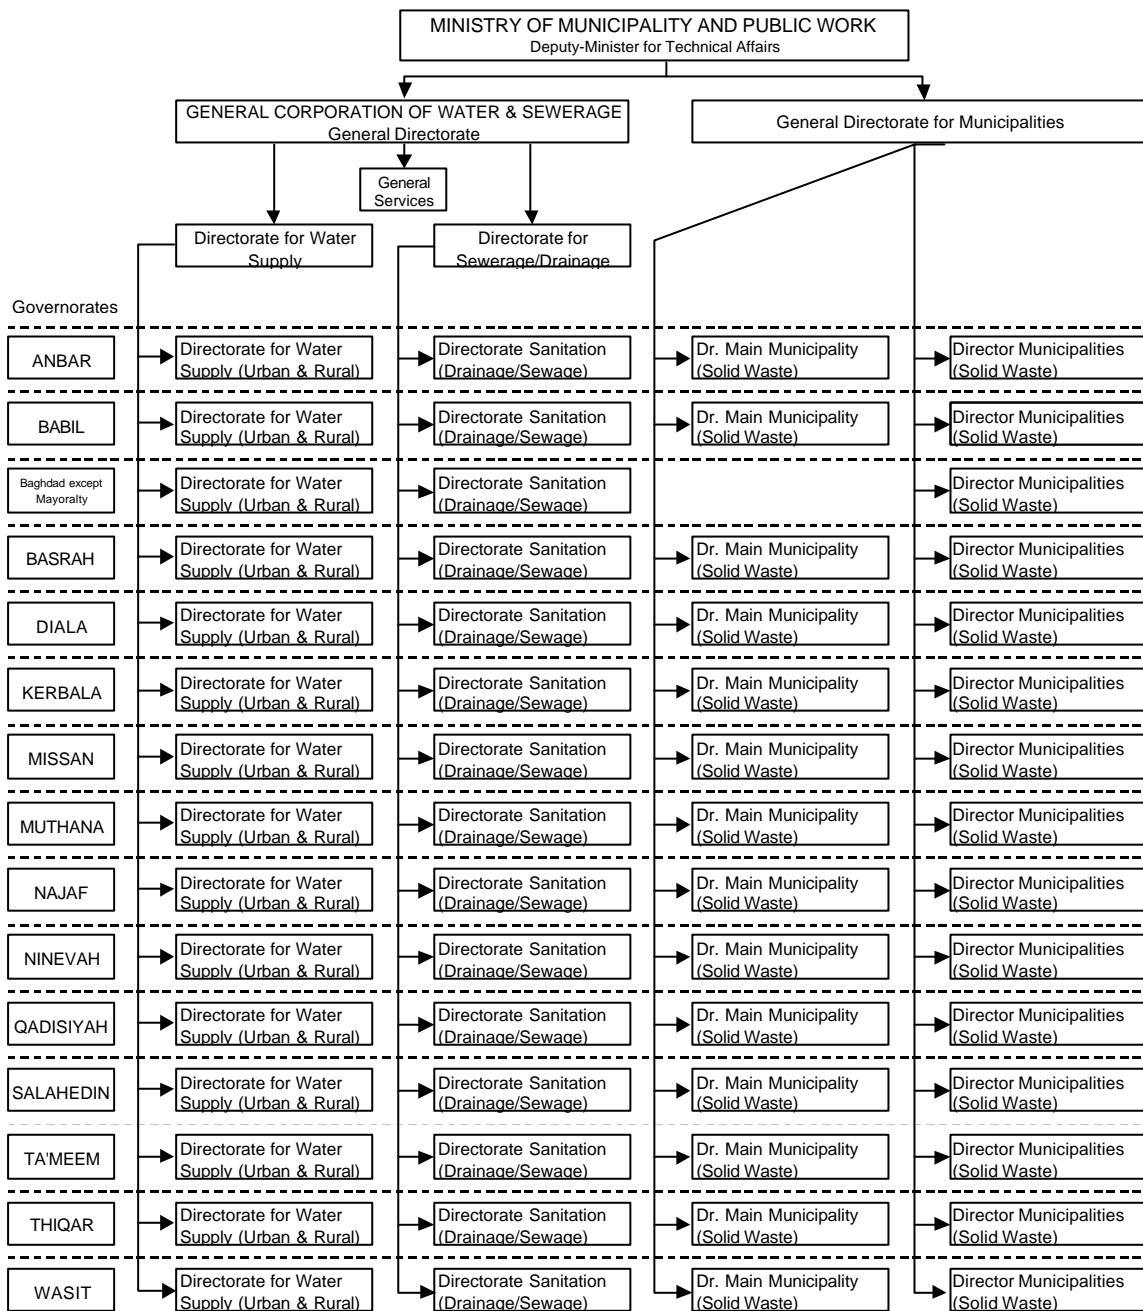 MINISTRY OF MUNICIPALITY AND PUBLIC WORK
Deputy-Minister for Technical Affairs
GENERAL CORPORATION OF WATER & SEWERAGE
General Directorate
General Directorate for Municipalities
General
Services
Directorate for Water
Supply
Directorate for
Sewerage/Drainage
Governorates
ANBAR
Directorate for Water
Supply (Urban & Rural)
Directorate Sanitation
(Drainage/Sewage)
Dr. Main Municipality
(Solid Waste)
Director Municipalities
(Solid Waste)
BABIL
Directorate for Water
Supply (Urban & Rural)
Directorate Sanitation
(Drainage/Sewage)
Dr. Main Municipality
(Solid Waste)
Director Municipalities
(Solid Waste)
Baghdad except
Mayoralty
Directorate for Water
Supply (Urban & Rural)
Directorate Sanitation
(Drainage/Sewage)
Director Municipalities
(Solid Waste)
BASRAH
Directorate for Water
Supply (Urban & Rural)
Directorate Sanitation
(Drainage/Sewage)
Dr. Main Municipality
(Solid Waste)
Director Municipalities
(Solid Waste)
DIALA
Directorate for Water
Supply (Urban & Rural)
Directorate Sanitation
(Drainage/Sewage)
Dr. Main Municipality
(Solid Waste)
Director Municipalities
(Solid Waste)
KERBALA
Directorate for Water
Supply (Urban & Rural)
Directorate Sanitation
(Drainage/Sewage)
Dr. Main Municipality
(Solid Waste)
Director Municipalities
(Solid Waste)
MISSAN
Directorate for Water
Supply (Urban & Rural)
Directorate Sanitation
(Drainage/Sewage)
Dr. Main Municipality
(Solid Waste)
Director Municipalities
(Solid Waste)
MUTHANA
Directorate for Water
Supply (Urban & Rural)
Directorate Sanitation
(Drainage/Sewage)
Dr. Main Municipality
(Solid Waste)
Director Municipalities
(Solid Waste)
NAJAF
Directorate for Water
Supply (Urban & Rural)
Directorate Sanitation
(Drainage/Sewage)
Dr. Main Municipality
(Solid Waste)
Director Municipalities
(Solid Waste)
NINEVAH
Directorate for Water
Supply (Urban & Rural)
Directorate Sanitation
(Drainage/Sewage)
Dr. Main Municipality
(Solid Waste)
Director Municipalities
(Solid Waste)
QADISIYAH
Directorate for Water
Supply (Urban & Rural)
Directorate Sanitation
(Drainage/Sewage)
Dr. Main Municipality
(Solid Waste)
Director Municipalities
(Solid Waste)
SALAHEDIN
Directorate for Water
Supply (Urban & Rural)
Directorate Sanitation
(Drainage/Sewage)
Dr. Main Municipality
(Solid Waste)
Director Municipalities
(Solid Waste)
TA'MEEM
Directorate for Water
Supply (Urban & Rural)
Directorate Sanitation
(Drainage/Sewage)
Dr. Main Municipality
(Solid Waste)
Director Municipalities
(Solid Waste)
THIQAR
Directorate for Water
Supply (Urban & Rural)
Directorate Sanitation
(Drainage/Sewage)
Dr. Main Municipality
(Solid Waste)
Director Municipalities
(Solid Waste)
WASIT
Directorate for Water
Supply (Urban & Rural)
Directorate Sanitation
(Drainage/Sewage)
Dr. Main Municipality
(Solid Waste)
Director Municipalities
(Solid Waste)